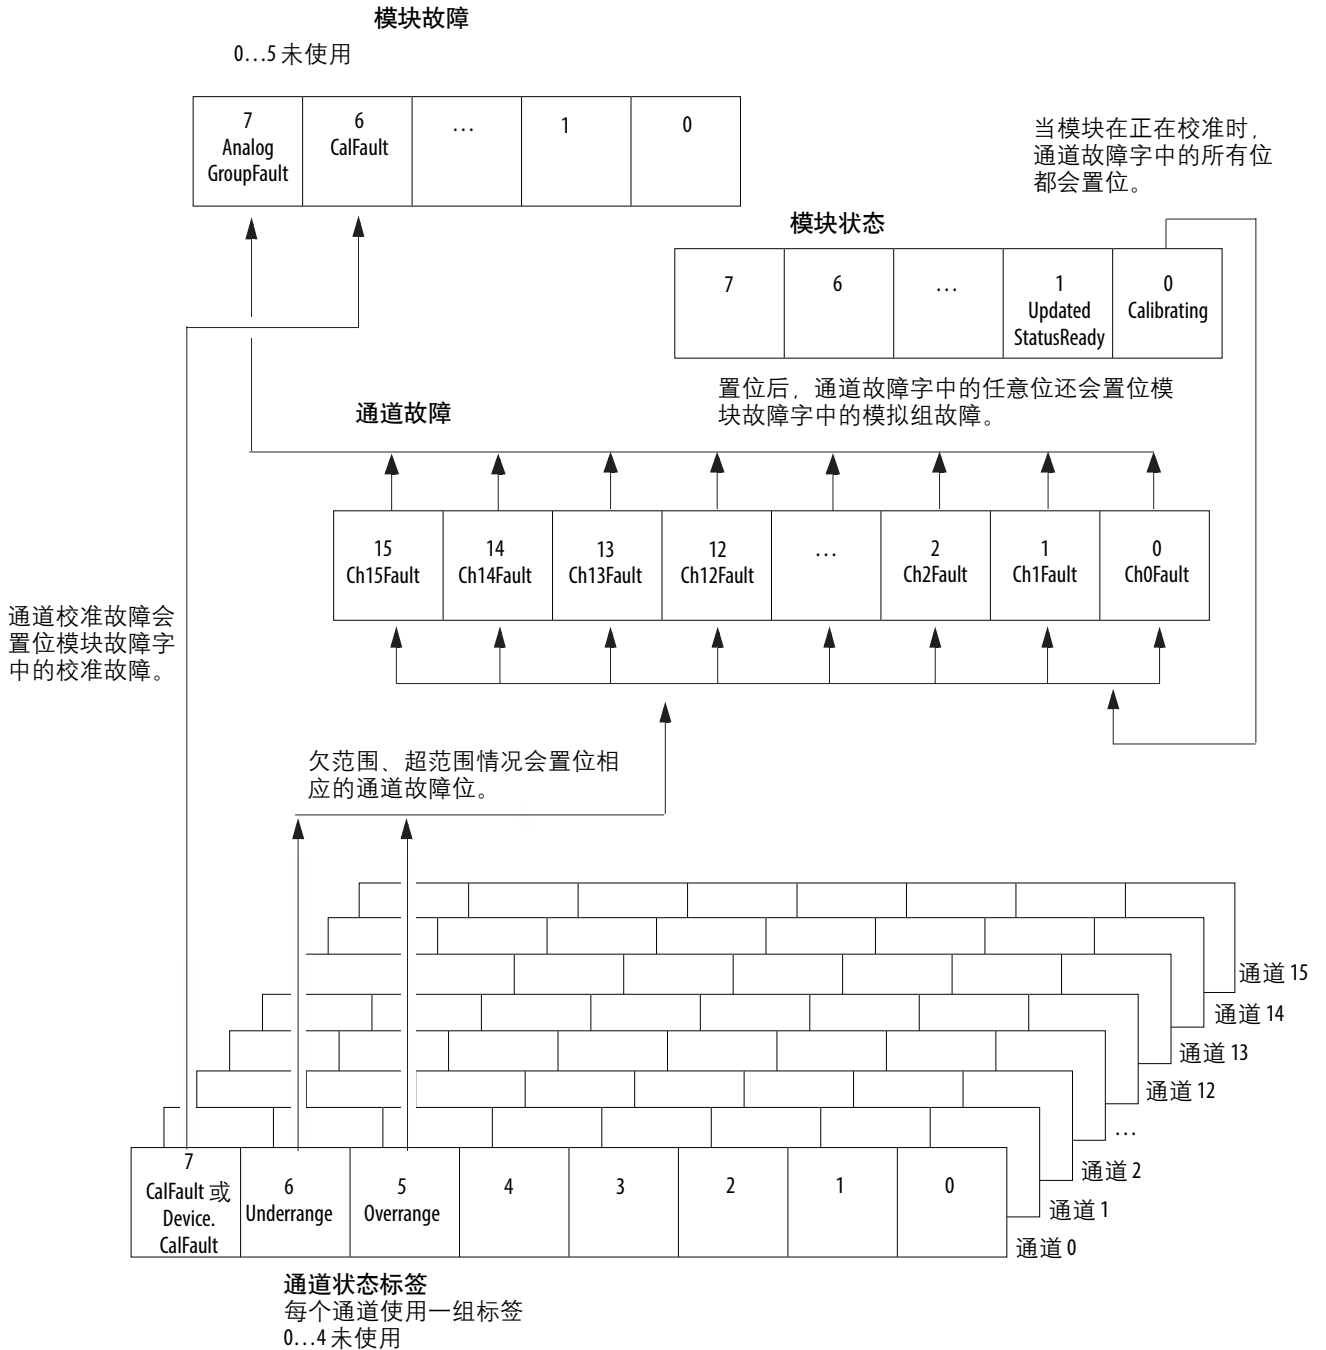 模块故障
0…5 未使用
7
Analog
GroupFault
6
CalFault
…
1
0
当模块在正在校准时，
通道故障字中的所有位
都会置位。
模块状态
7
6
…
1
Updated
StatusReady
0
Calibrating
置位后，通道故障字中的任意位还会置位模
块故障字中的模拟组故障。
通道故障
15
Ch15Fault
14
Ch14Fault
13
Ch13Fault
12
Ch12Fault
…
2
Ch2Fault
1
Ch1Fault
0
Ch0Fault
通道校准故障会
置位模块故障字
中的校准故障。
欠范围、超范围情况会置位相
应的通道故障位。
通道 15
通道 14
通道 13
通道 12
…
通道 2
通道 1
通道 0
7
CalFault 或
Device.
CalFault
6
Underrange
5
Overrange
4
3
2
1
0
通道状态标签
每个通道使用一组标签
0…4 未使用